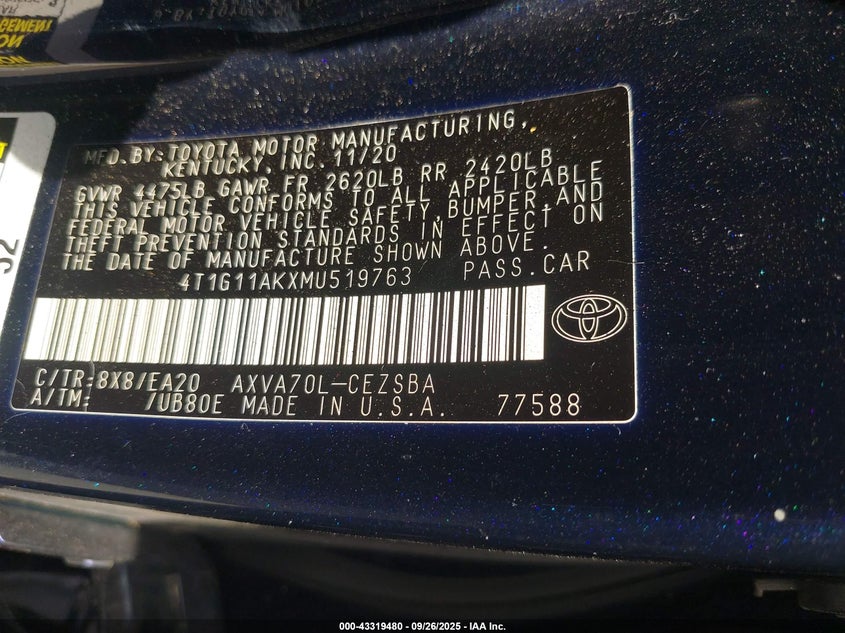 CEMENT
ION
MFD.BY:TOYOTA MOTOR MANUFACTURING,
KENTUCKY, INC. 11/20
GVWR 4475LB GAWR FR 2620LB RR 2420LB
THIS VEHICLE CONFORMS TO ALL APPLICABLE
FEDERAL MOTOR VEHICLE SAFETY,BUMPER,AND
THEFT PREVENTION STANDARDS IN EFFECT ON
THE DATE OF MANUFACTURE SHOWN ABOVE.
4T1G11AKXMU519763 PASS.CAR
C/TR:8X8/EA20 AXVA70L-CEZSBA
A/TM: /UB80E MADE IN U.S.A. 77588
000-43319480 - 09/26/2025 - IAA Inc.